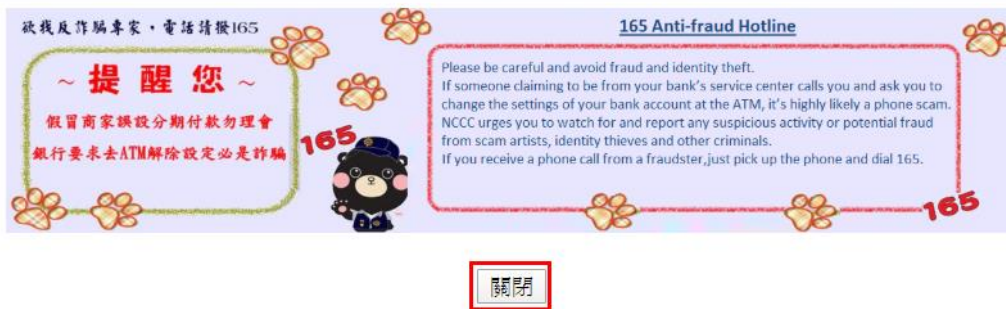 欲找反詐騙專家，電話請撥165
~ 提 醒 您 ~
假冒商家誤設分期付款勿理會
銀行要求去ATM解除設定必是詐騙
165
165 Anti-fraud Hotline
Please be careful and avoid fraud and identity theft.
If someone claiming to be from your bank's service center calls you and ask you to
change the settings of your bank account at the ATM, it's highly likely a phone scam.
NCCC urges you to watch for and report any suspicious activity or potential fraud
from scam artists, identity thieves and other criminals.
If you receive a phone call from a fraudster,just pick up the phone and dial 165.
165
關閉